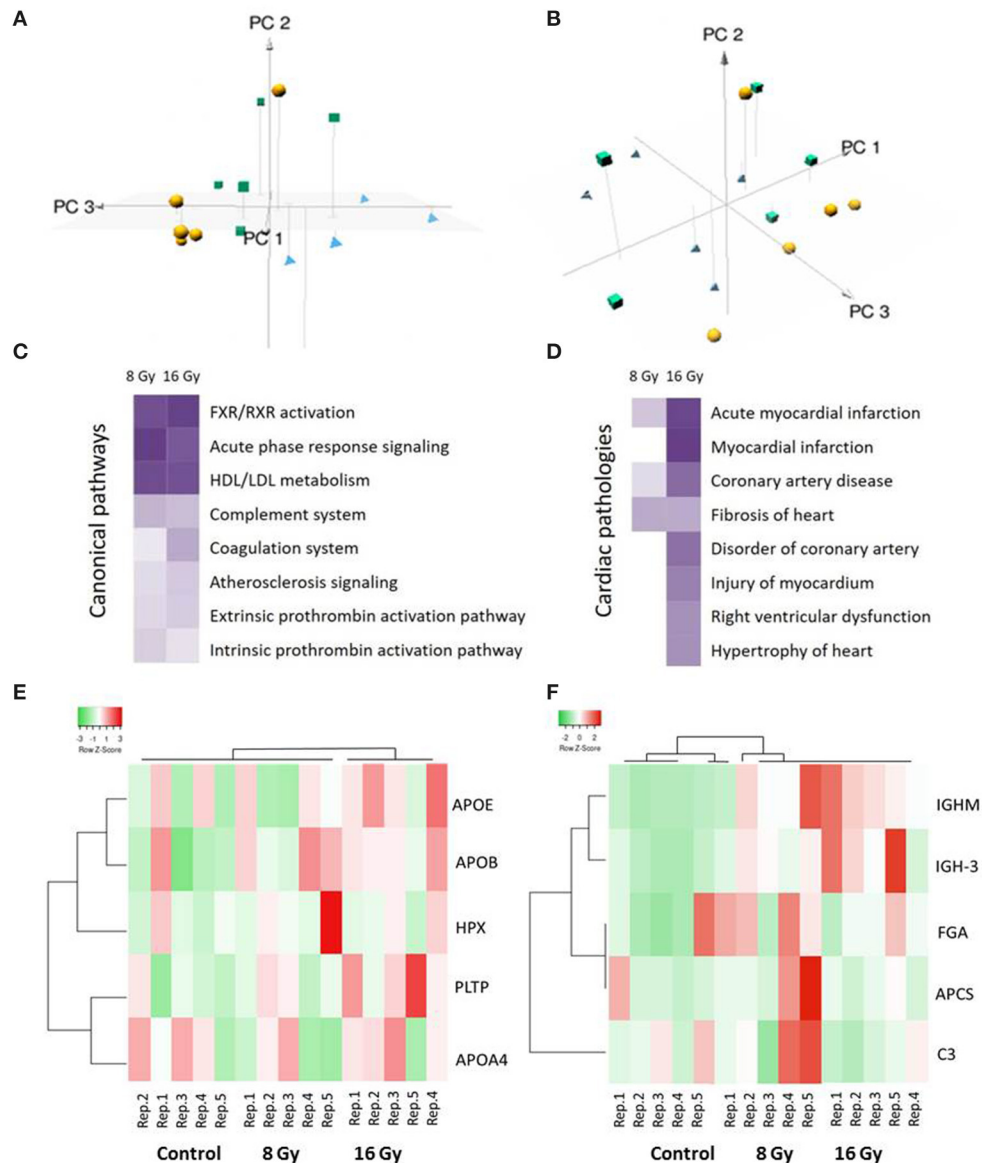 A
B
PC 2
PC 3
PC 1
PC 2
PC 1
PC 3
C
D
8 Gy 16 Gy
Canonical pathways
FXR/RXR activation
Acute phase response signaling
HDL/LDL metabolism
Complement system
Coagulation system
Atherosclerosis signaling
Extrinsic prothrombin activation pathway
Intrinsic prothrombin activation pathway
8 Gy 16 Gy
Cardiac pathologies
Acute myocardial infarction
Myocardial infarction
Coronary artery disease
Fibrosis of heart
Disorder of coronary artery
Injury of myocardium
Right ventricular dysfunction
Hypertrophy of heart
E
F
-3 -1 1 3
Row Z-Score
APOE
APOB
HPX
PLTP
APOA4
Rep.2 Rep.1 Rep.3 Rep.4 Rep.5 Rep.1 Rep.2 Rep.3 Rep.4 Rep.5 Rep.1 Rep.2 Rep.3 Rep.5 Rep.4
Control 8 Gy 16 Gy
-2 0 2
Row Z-Score
IGHM
IGH-3
FGA
APCS
C3
Rep.1 Rep.2 Rep.3 Rep.4 Rep.5 Rep.1 Rep.2 Rep.3 Rep.4 Rep.5 Rep.1 Rep.2 Rep.3 Rep.5 Rep.4
Control 8 Gy 16 Gy